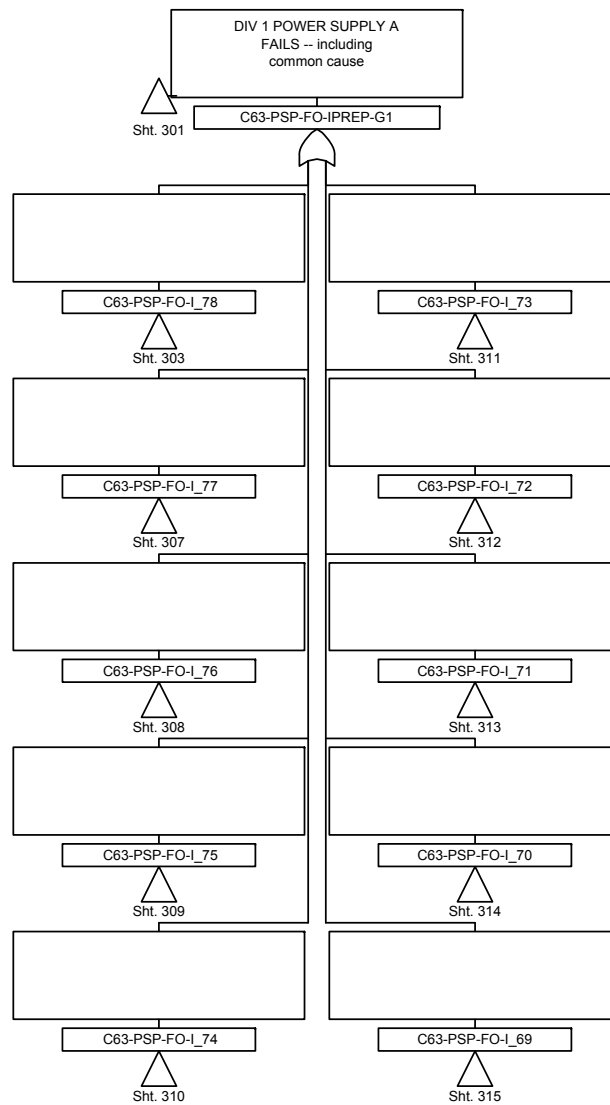 DIV 1 POWER SUPPLY A
FAILS -- including
common cause
Sht. 301
C63-PSP-FO-IPREP-G1
C63-PSP-FO-I_78
Sht. 303
C63-PSP-FO-I_73
Sht. 311
C63-PSP-FO-I_77
Sht. 307
C63-PSP-FO-I_72
Sht. 312
C63-PSP-FO-I_76
Sht. 308
C63-PSP-FO-I_71
Sht. 313
C63-PSP-FO-I_75
Sht. 309
C63-PSP-FO-I_70
Sht. 314
C63-PSP-FO-I_74
Sht. 310
C63-PSP-FO-I_69
Sht. 315